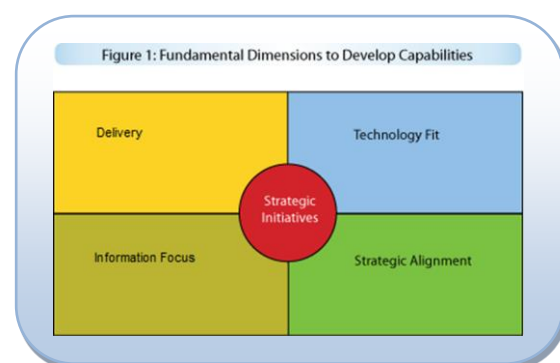 Figure 1: Fundamental Dimensions to Develop Capabilities
Delivery
Technology Fit
Strategic
Initiatives
Information Focus
Strategic Alignment